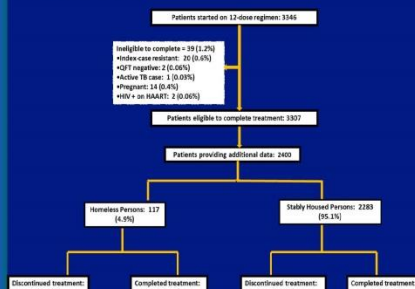 Patients started on 12-dose regimen: 3346
Ineligible to complete = 39 (1.2%)
•Index-case resistant: 20 (0.6%)
•QFT negative: 2 (0.06%)
•Active TB case: 1 (0.03%)
•Pregnant: 14 (0.4%)
•HIV + on HAART: 2 (0.06%)
Patients eligible to complete treatment: 3307
Patients providing additional data: 2400
Homeless Persons: 117
(4.9%)
Stably Housed Persons: 2283
(95.1%)
Discontinued treatment:
Completed treatment:
Discontinued treatment:
Completed treatment: